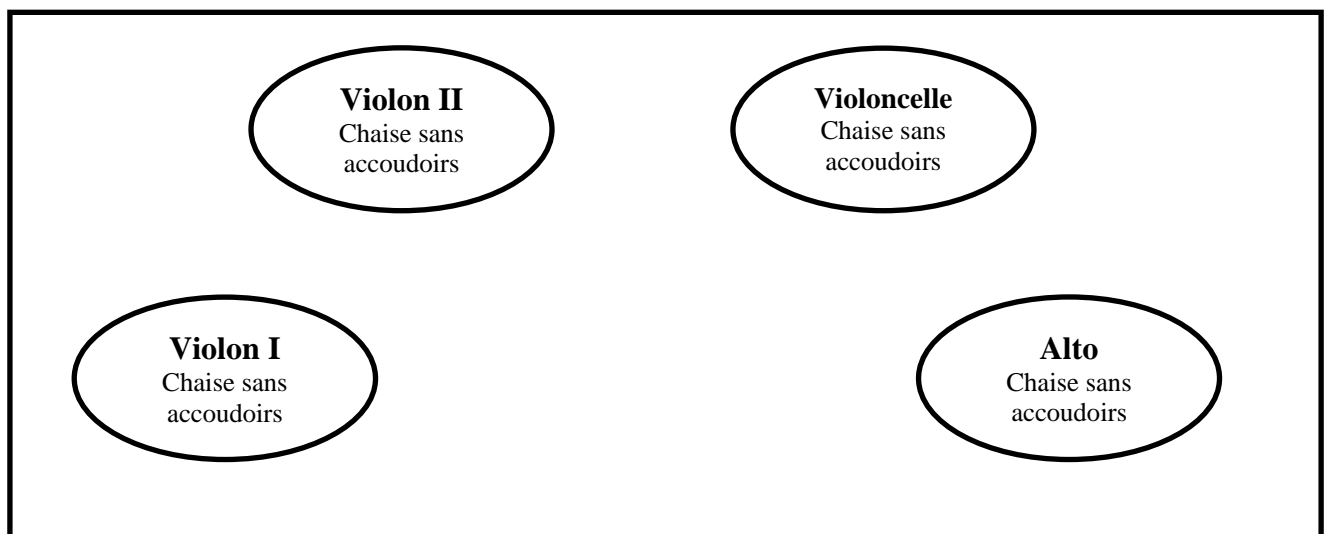 Violon II
Chaise sans
accoudoirs
Violoncelle
Chaise sans
accoudoirs
Violon I
Chaise sans
accoudoirs
Alto
Chaise sans
accoudoirs